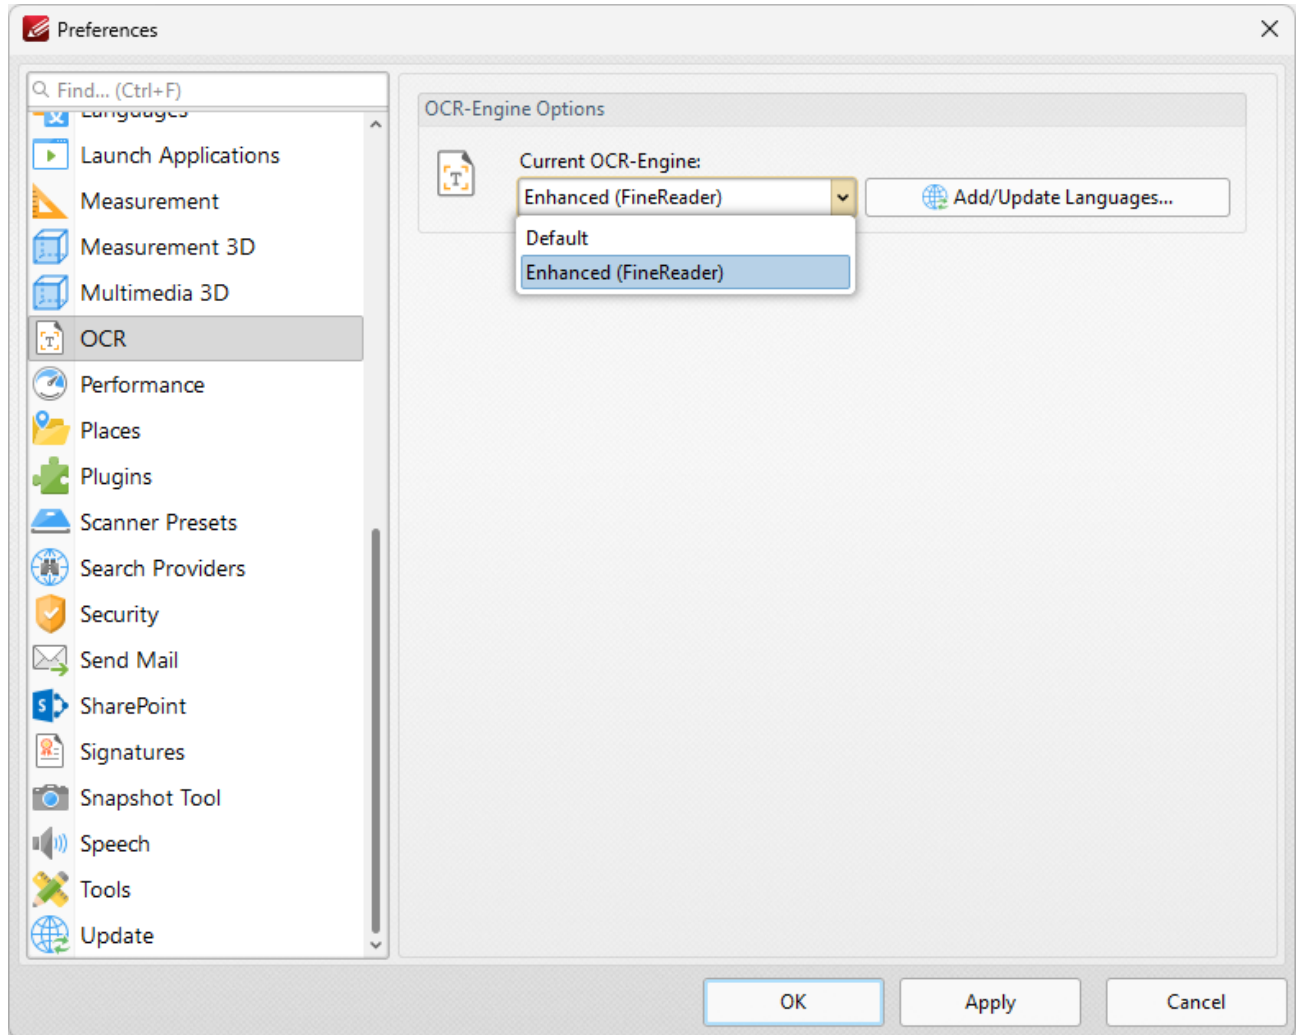 Preferences
Find... (Ctrl+F)
Languages
Launch Applications
Measurement
Measurement 3D
Multimedia 3D
OCR
Performance
Places
Plugins
Scanner Presets
Search Providers
Security
Send Mail
SharePoint
Signatures
Snapshot Tool
Speech
Tools
Update
OCR-Engine Options
Current OCR-Engine:
Enhanced (FineReader)
Add/Update Languages...
Default
Enhanced (FineReader)
OK
Apply
Cancel